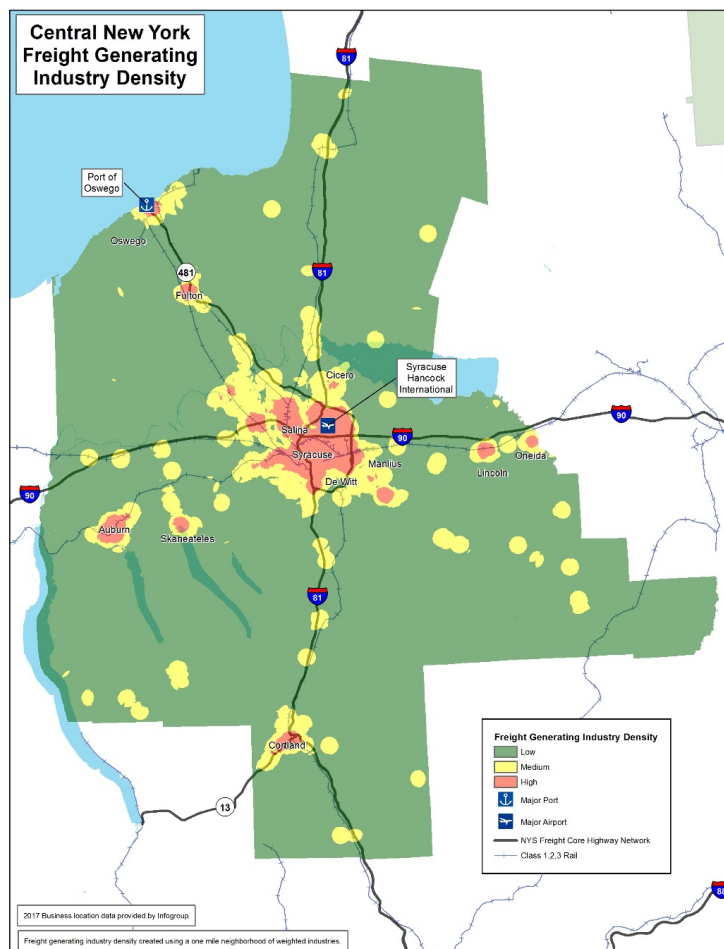 Central New York
Freight Generating
Industry Density
81
Port of
Oswego
Oswego
481
81
Fulton
Cicero
Syracuse
Hancock
International
Salina
90
90
Syracuse
Manlius
Oneida
Lincoln
De Witt
90
Auburn
Skaneateles
81
Cortland
13
Freight Generating Industry Density
Low
Medium
High
Major Port
Major Airport
NYS Freight Core Highway Network
Class 1,2,3 Rail
88
2017 Business location data provided by Infogroup
Freight generating industry density created using a one mile neighborhood of weighted industries.